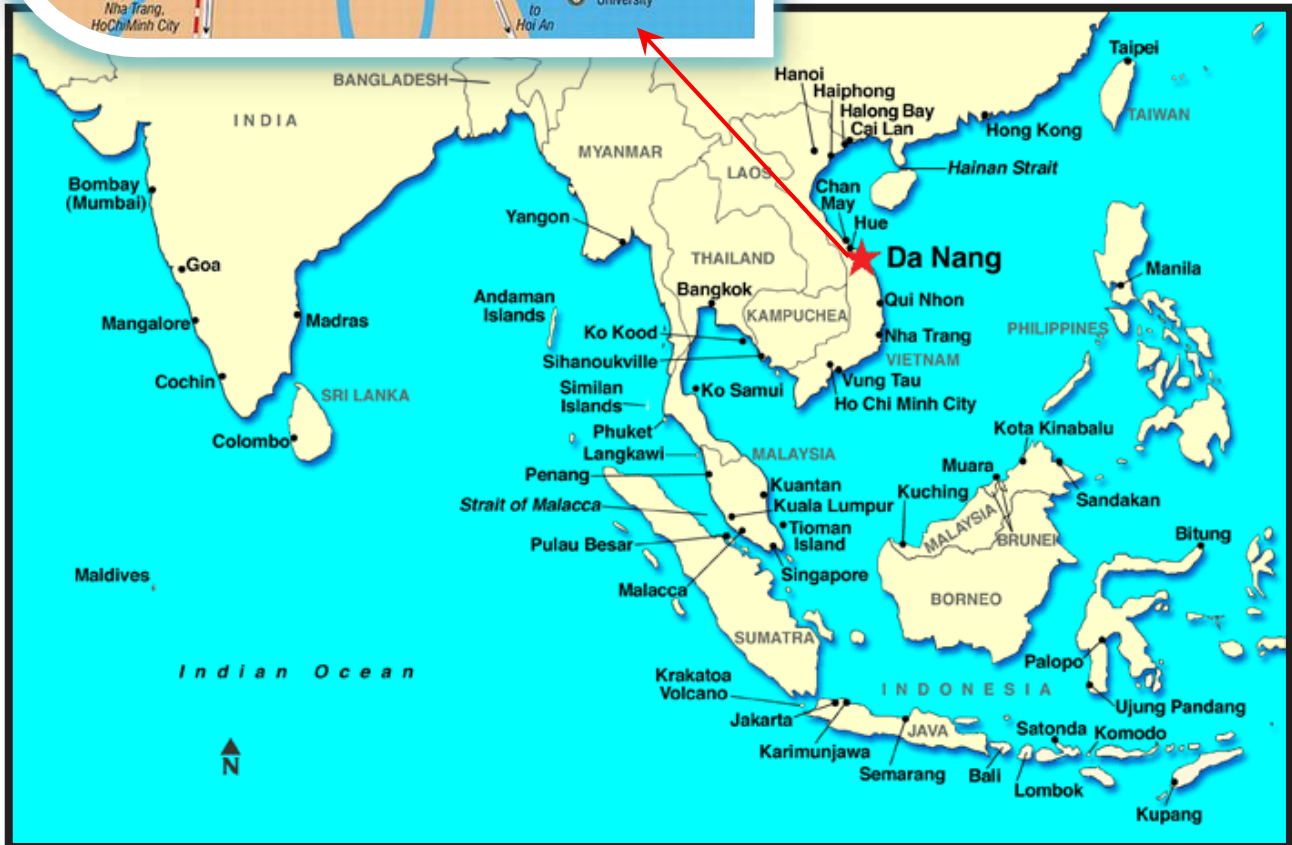 Nha Trang,
HoChiMinh City
to
Hoi An
University
Taipei
BANGLADESH
Hanoi
Haiphong
Halong Bay
Cai Lan
INDIA
TAIWAN
Hong Kong
MYANMAR
LAOS
Hainan Strait
Bombay
(Mumbai)
Chan
May
Yangon
Hue
THAILAND
Da Nang
Goa
Manila
Bangkok
Andaman
Islands
Qui Nhon
KAMPUCHEA
Mangalore
Madras
PHILIPPINES
Ko Kood
Nha Trang
Sihanoukville
VIETNAM
Cochin
Vung Tau
Similan
Islands
Ko Samui
SRI LANKA
Ho Chi Minh City
Phuket
Kota Kinabalu
Colombo
Langkawi
MALAYSIA
Muara
Penang
Kuantan
Kuching
Sandakan
Strait of Malacca
Kuala Lumpur
MALAYSIA
Tioman
Island
BRUNEI
Bitung
Pulau Besar
Maldives
Singapore
Malacca
BORNEO
SUMATRA
Palopo
Indian Ocean
Krakatoa
Volcano
INDONESIA
Ujung Pandang
Jakarta
JAVA
Satonda
Komodo
Karimunjawa
N
Semarang
Bali
Lombok
Kupang